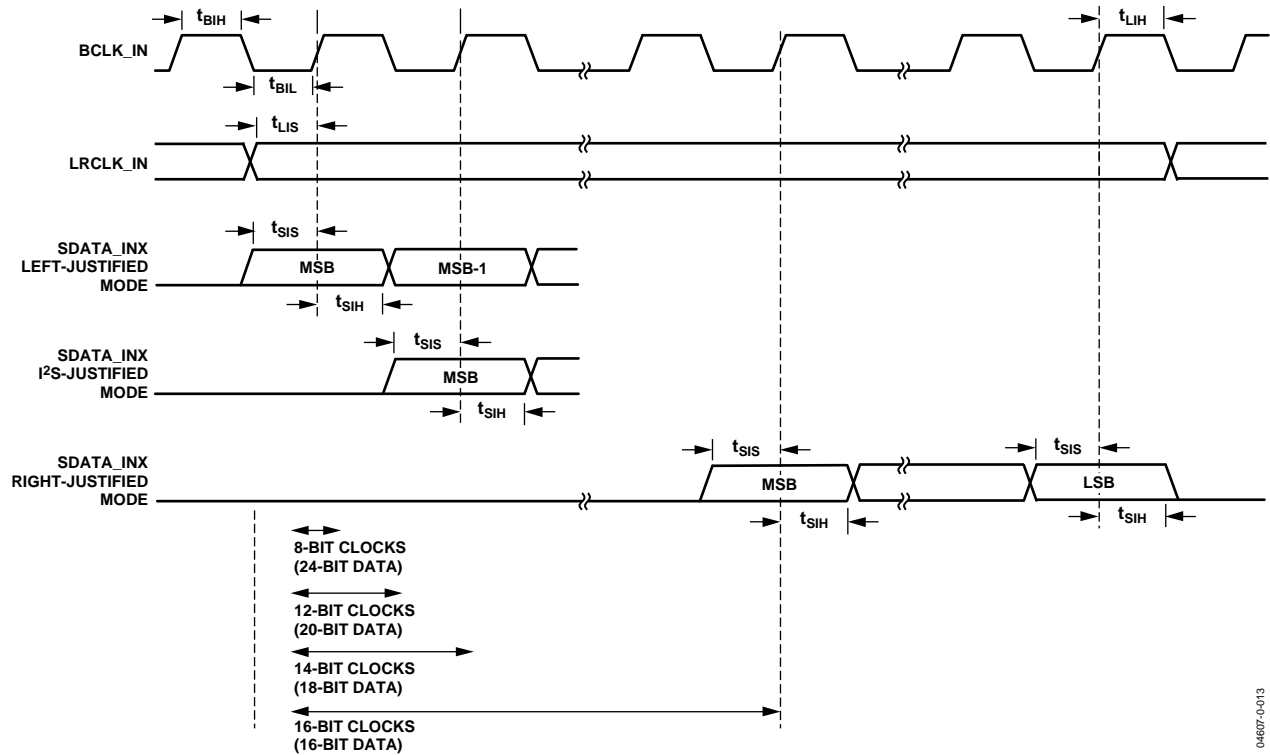 tBIH
tLIH
BCLK_IN
tBIL
tLIS
LRCLK_IN
tSIS
SDATA_INX
LEFT-JUSTIFIED
MODE
MSB
MSB-1
tSIH
tSIS
SDATA_INX
I2S-JUSTIFIED
MODE
MSB
tSIH
tSIS
tSIS
SDATA_INX
RIGHT-JUSTIFIED
MODE
MSB
LSB
tSIH
tSIH
8-BIT CLOCKS
(24-BIT DATA)
12-BIT CLOCKS
(20-BIT DATA)
14-BIT CLOCKS
(18-BIT DATA)
16-BIT CLOCKS
(16-BIT DATA)
04607-0-013